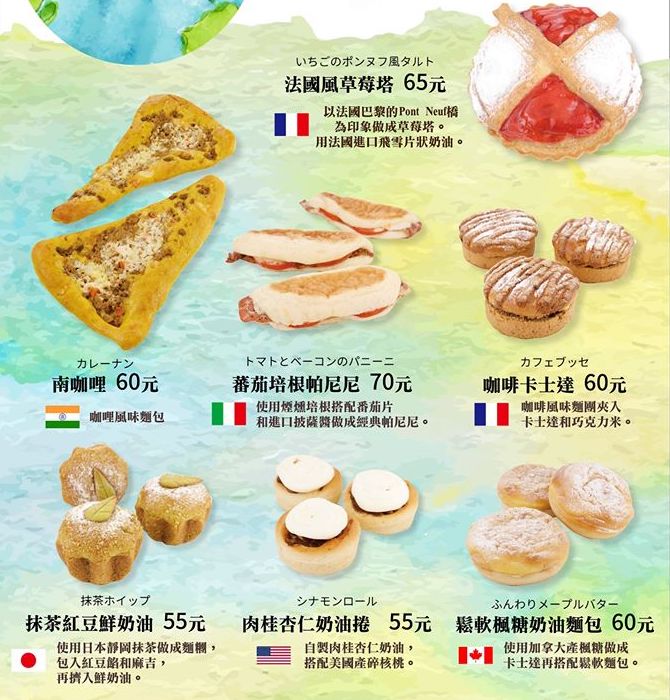 いちごのポンヌフ風タルト
法國風草莓塔 65元
以法國巴黎的Pont Neuf橋
為印象做成草莓塔。
用法國進口飛雪片狀奶油。
カレーナン
南咖哩 60元
咖哩風味麵包
トマトとベーコンのパニーニ
蕃茄培根帕尼尼 70元
使用煙燻培根搭配番茄片
和進口披薩醬做成經典帕尼尼。
カフェブッセ
咖啡卡士達 60元
咖啡風味麵團夾入
卡士達和巧克力米。
抹茶ホイップ
抹茶紅豆鮮奶油 55元
使用日本靜岡抹茶做成麵糰，
包入紅豆餡和麻吉，
再擠入鮮奶油。
シナモンロール
肉桂杏仁奶油捲 55元
自製肉桂杏仁奶油，
搭配美國產碎核桃。
ふんわりメープルバター
鬆軟楓糖奶油麵包 60元
使用加拿大產楓糖做成
卡士達再搭配鬆軟麵包。